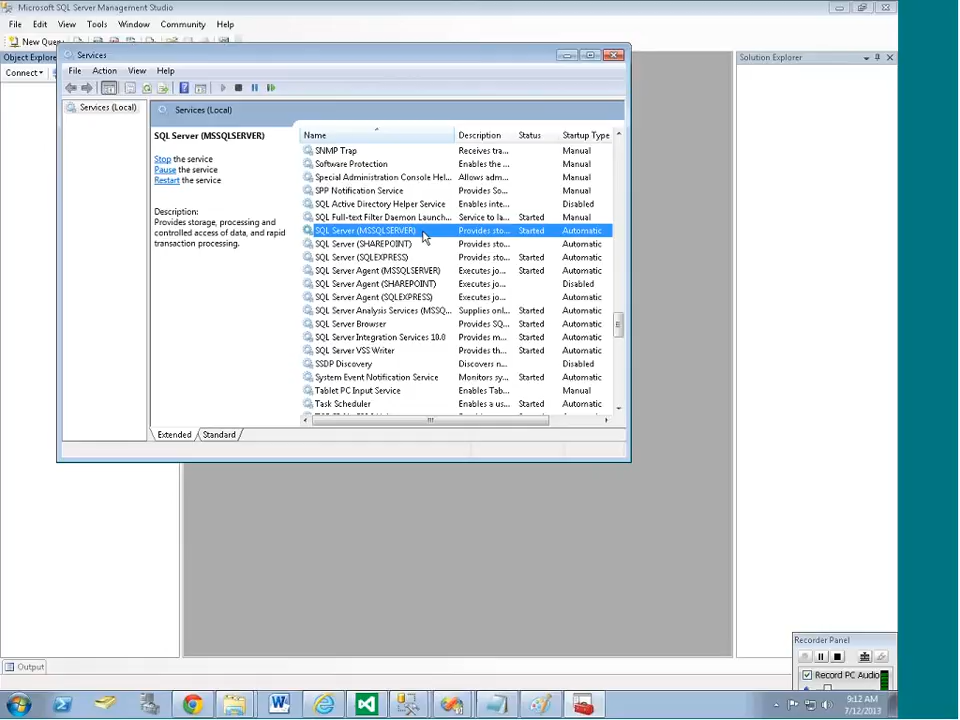 Microsoft SQL Server Management Studio
File Edit View Tools Window Community Help
New Query
Object Explorer
Connect
Solution Explorer
Services
File Action View Help
Services (Local)
Services (Local)
SQL Server (MSSQLSERVER)
Stop the service
Pause the service
Restart the service
Description:
Provides storage, processing and
controlled access of data, and rapid
transaction processing.
Name Description Status Startup Type
SNMP Trap Receives tra... Manual
Software Protection Enables the ... Manual
Special Administration Console Hel... Allows adm... Manual
SPP Notification Service Provides So... Manual
SQL Active Directory Helper Service Enables inte... Disabled
SQL Full-text Filter Daemon Launch... Service to la... Started Manual
SQL Server (MSSQLSERVER) Provides sto... Started Automatic
SQL Server (SHAREPOINT) Provides sto... Automatic
SQL Server (SQLEXPRESS) Provides sto... Started Automatic
SQL Server Agent (MSSQLSERVER) Executes jo... Started Automatic
SQL Server Agent (SHAREPOINT) Executes jo... Disabled
SQL Server Agent (SQLEXPRESS) Executes jo... Automatic
SQL Server Analysis Services (MSSQ... Supplies onl... Started Automatic
SQL Server Browser Provides SQ... Started Automatic
SQL Server Integration Services 10.0 Provides m... Started Automatic
SQL Server VSS Writer Provides th... Started Automatic
SSDP Discovery Discovers n... Disabled
System Event Notification Service Monitors sy... Started Automatic
Tablet PC Input Service Enables Tab... Manual
Task Scheduler Enables a us... Started Automatic
Extended Standard
Output
Recorder Panel
Record PC Audio
9:12 AM
7/12/2013